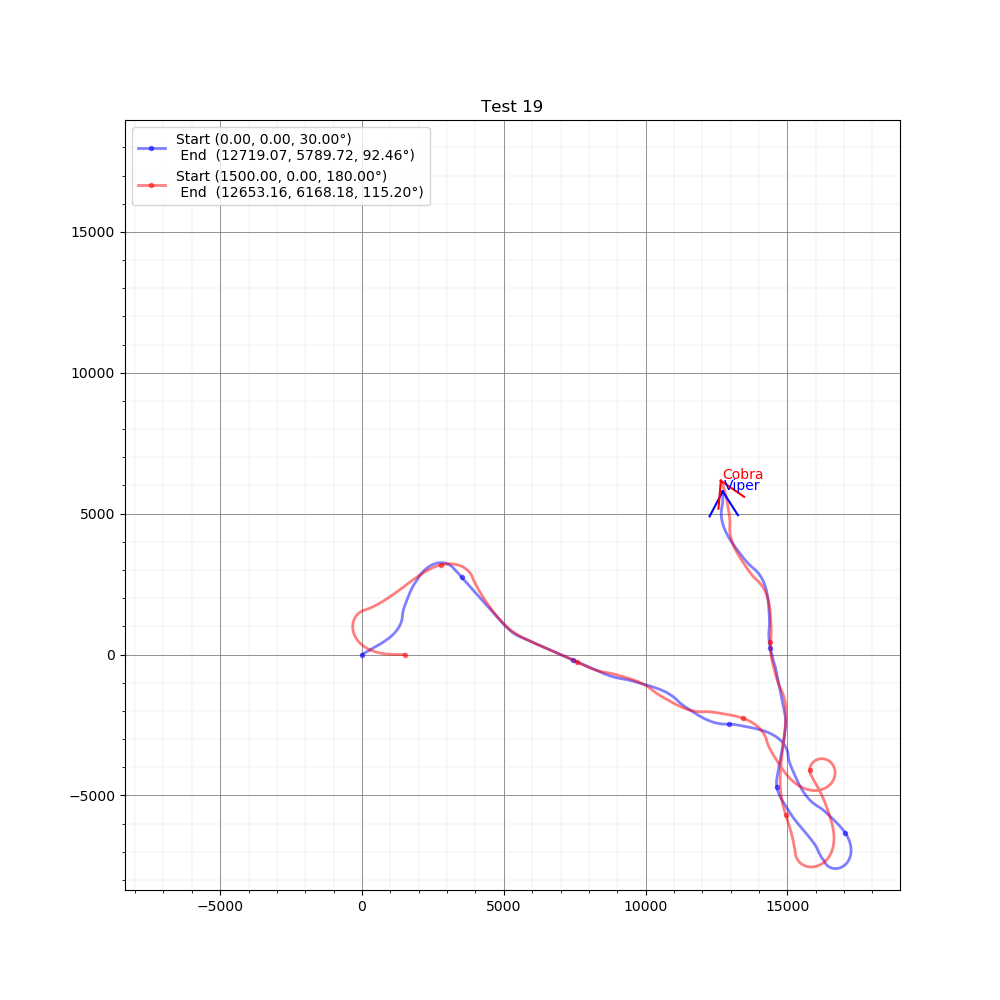 Test 19
Start (0.00, 0.00, 30.00°)
End  (12719.07, 5789.72, 92.46°)
Start (1500.00, 0.00, 180.00°)
End  (12653.16, 6168.18, 115.20°)
15000
10000
5000
0
−5000
Cobra
Viper
−5000
0
5000
10000
15000